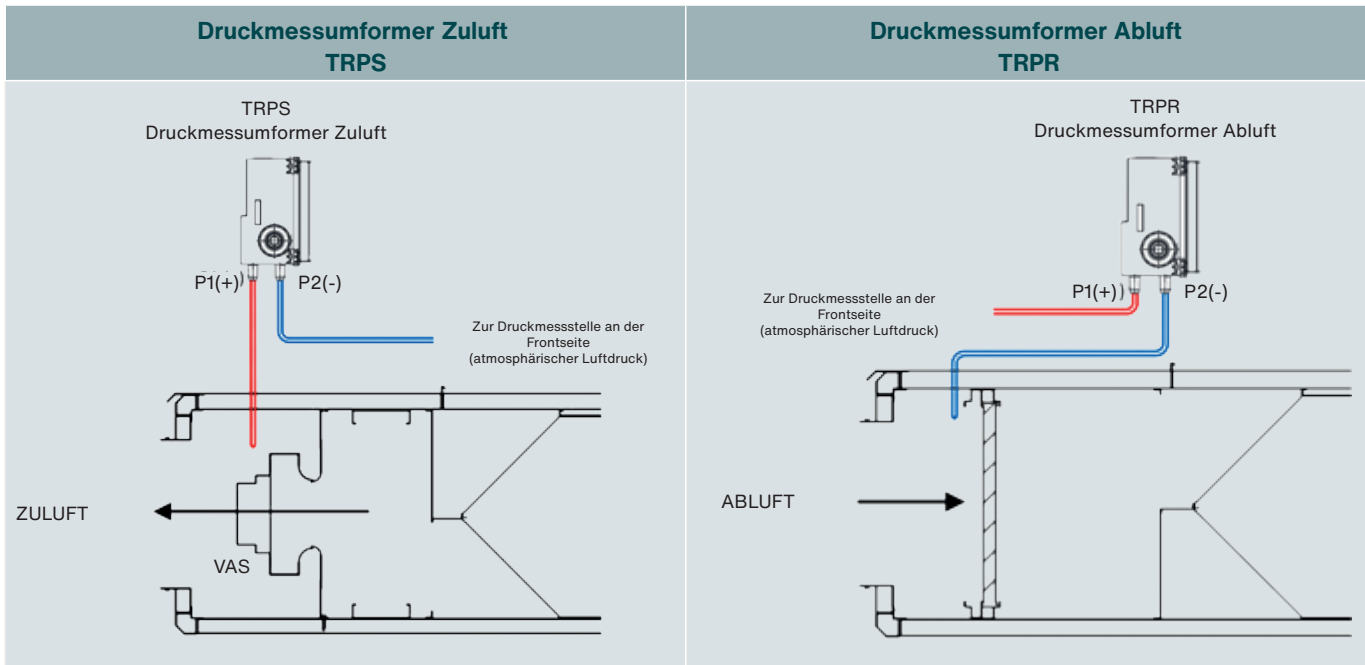 Druckmessumformer Zuluft
TRPS
Druckmessumformer Abluft
TRPR
TRPS
Druckmessumformer Zuluft
P1(+)
P2(-)
Zur Druckmessstelle an der
Frontseite
(atmosphärischer Luftdruck)
ZULUFT
VAS
TRPR
Druckmessumformer Abluft
P1(+)
P2(-)
Zur Druckmessstelle an der
Frontseite
(atmosphärischer Luftdruck)
ABLUFT